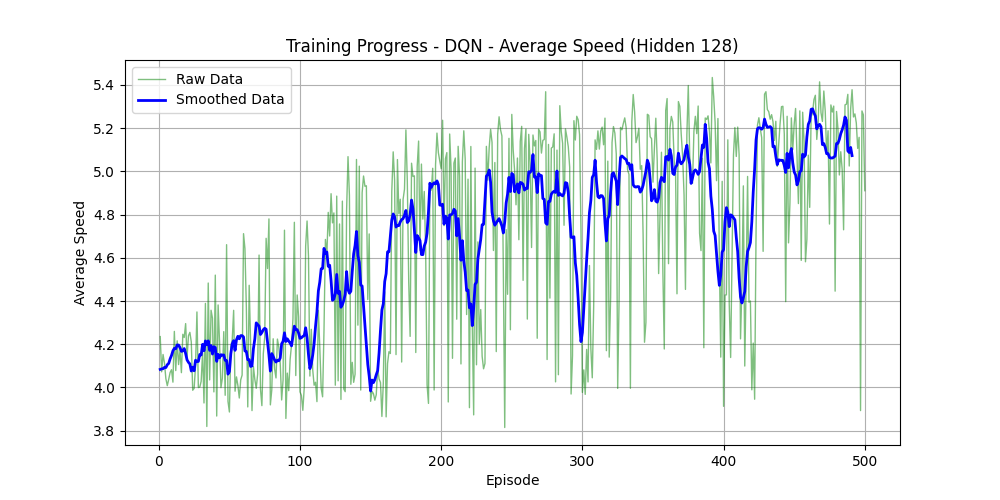 Training Progress - DQN - Average Speed (Hidden 128)
Raw Data
Smoothed Data
Average Speed
5.4
5.2
5.0
4.8
4.6
4.4
4.2
4.0
3.8
0 100 200 300 400 500
Episode